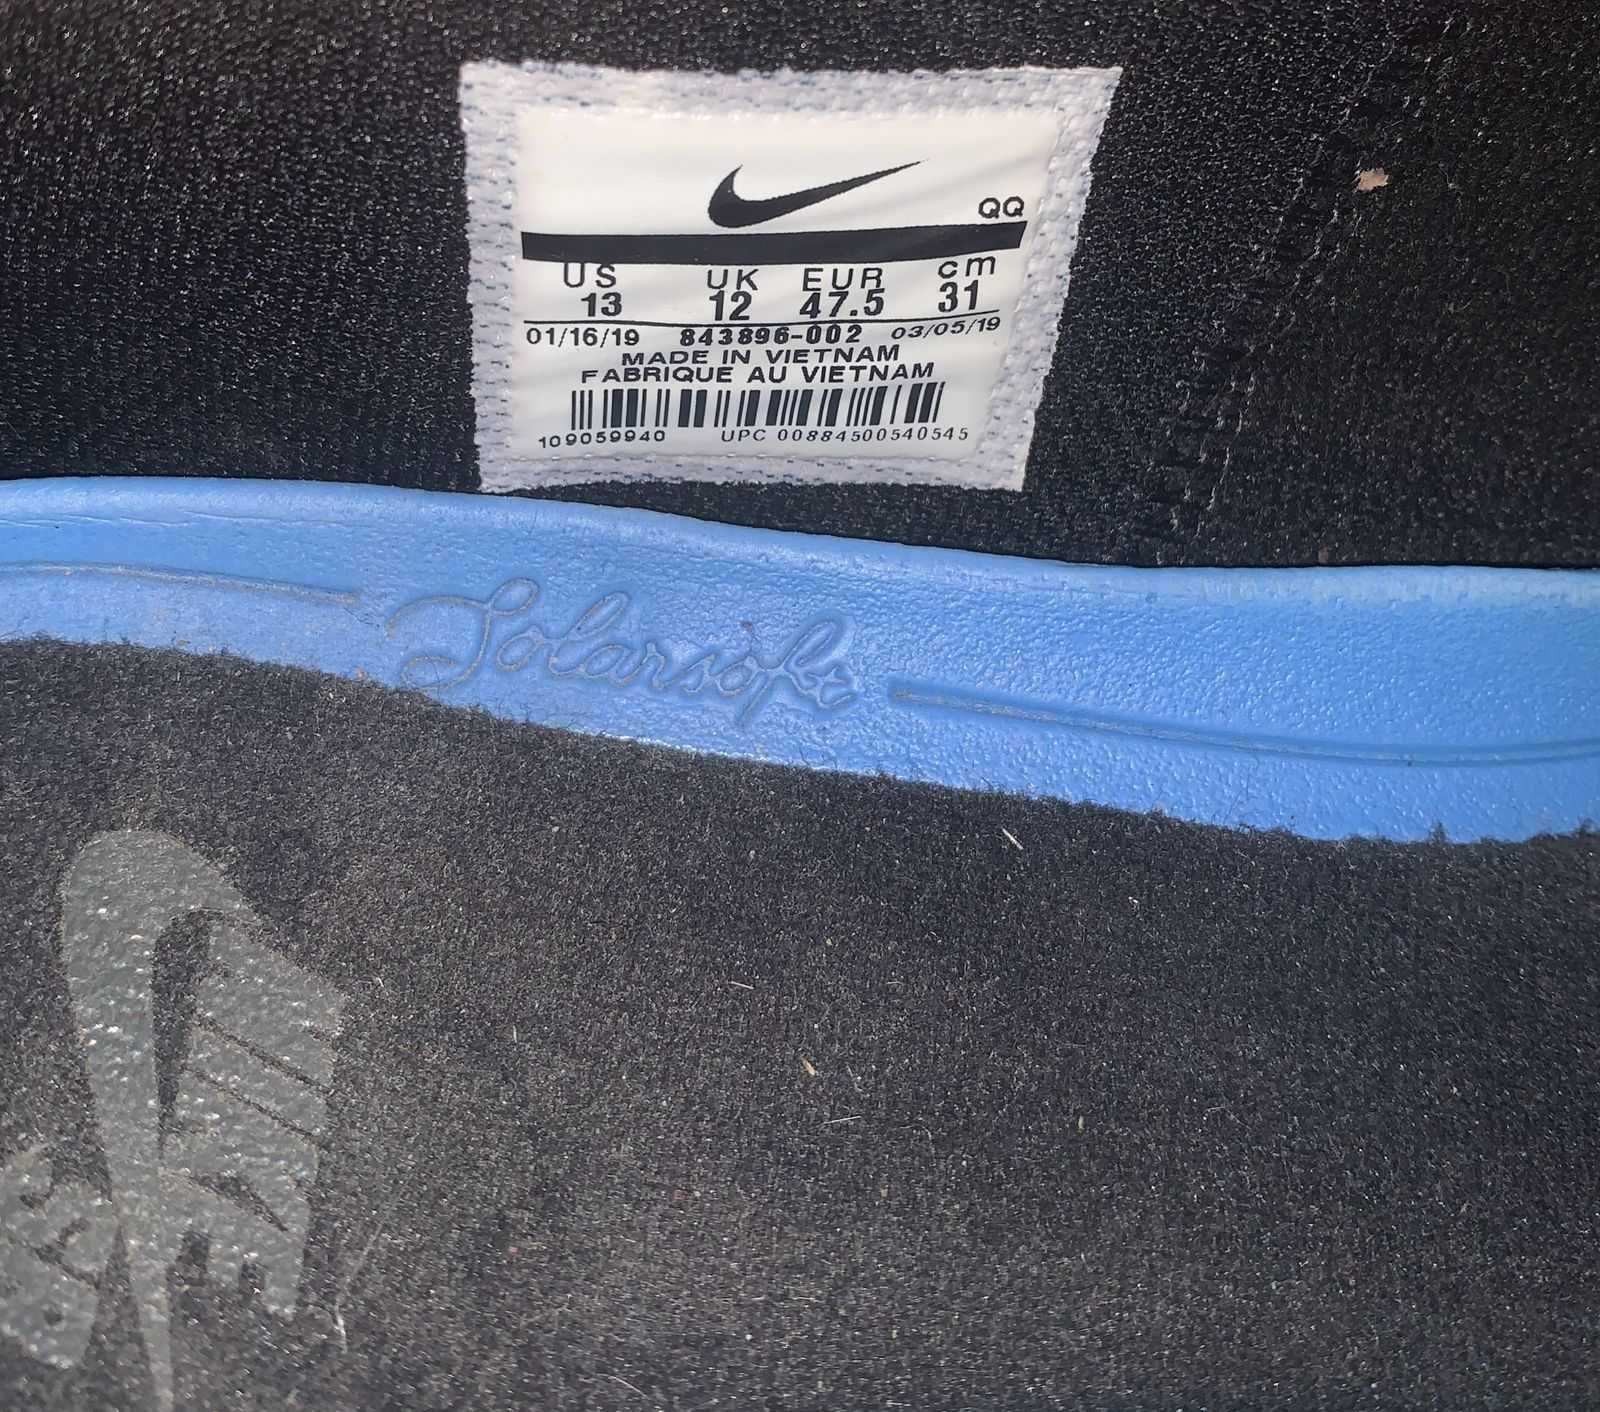 QQ
US UK EUR cm
13 12 47.5 31
01/16/19 843896-002 03/05/19
MADE IN VIETNAM
FABRIQUE AU VIETNAM
109059940 UPC 00884500540545
Solarsoft
SB